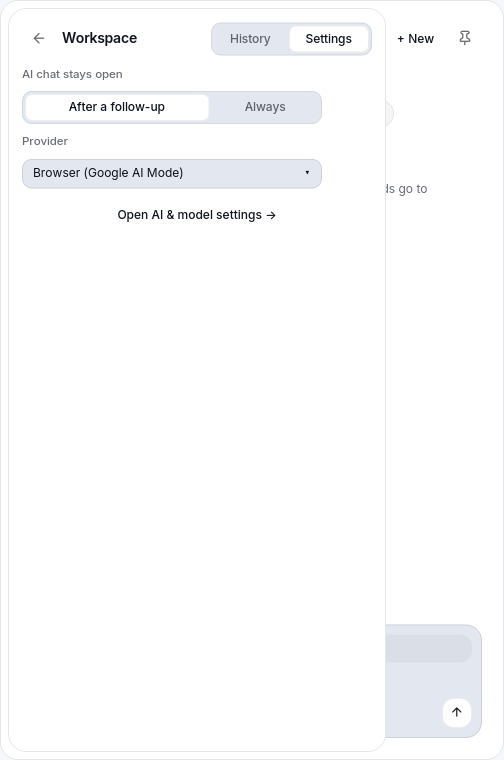 Workspace
History
Settings
+ New
AI chat stays open
After a follow-up
Always
Provider
Browser (Google AI Mode)
go to
Open AI & model settings →